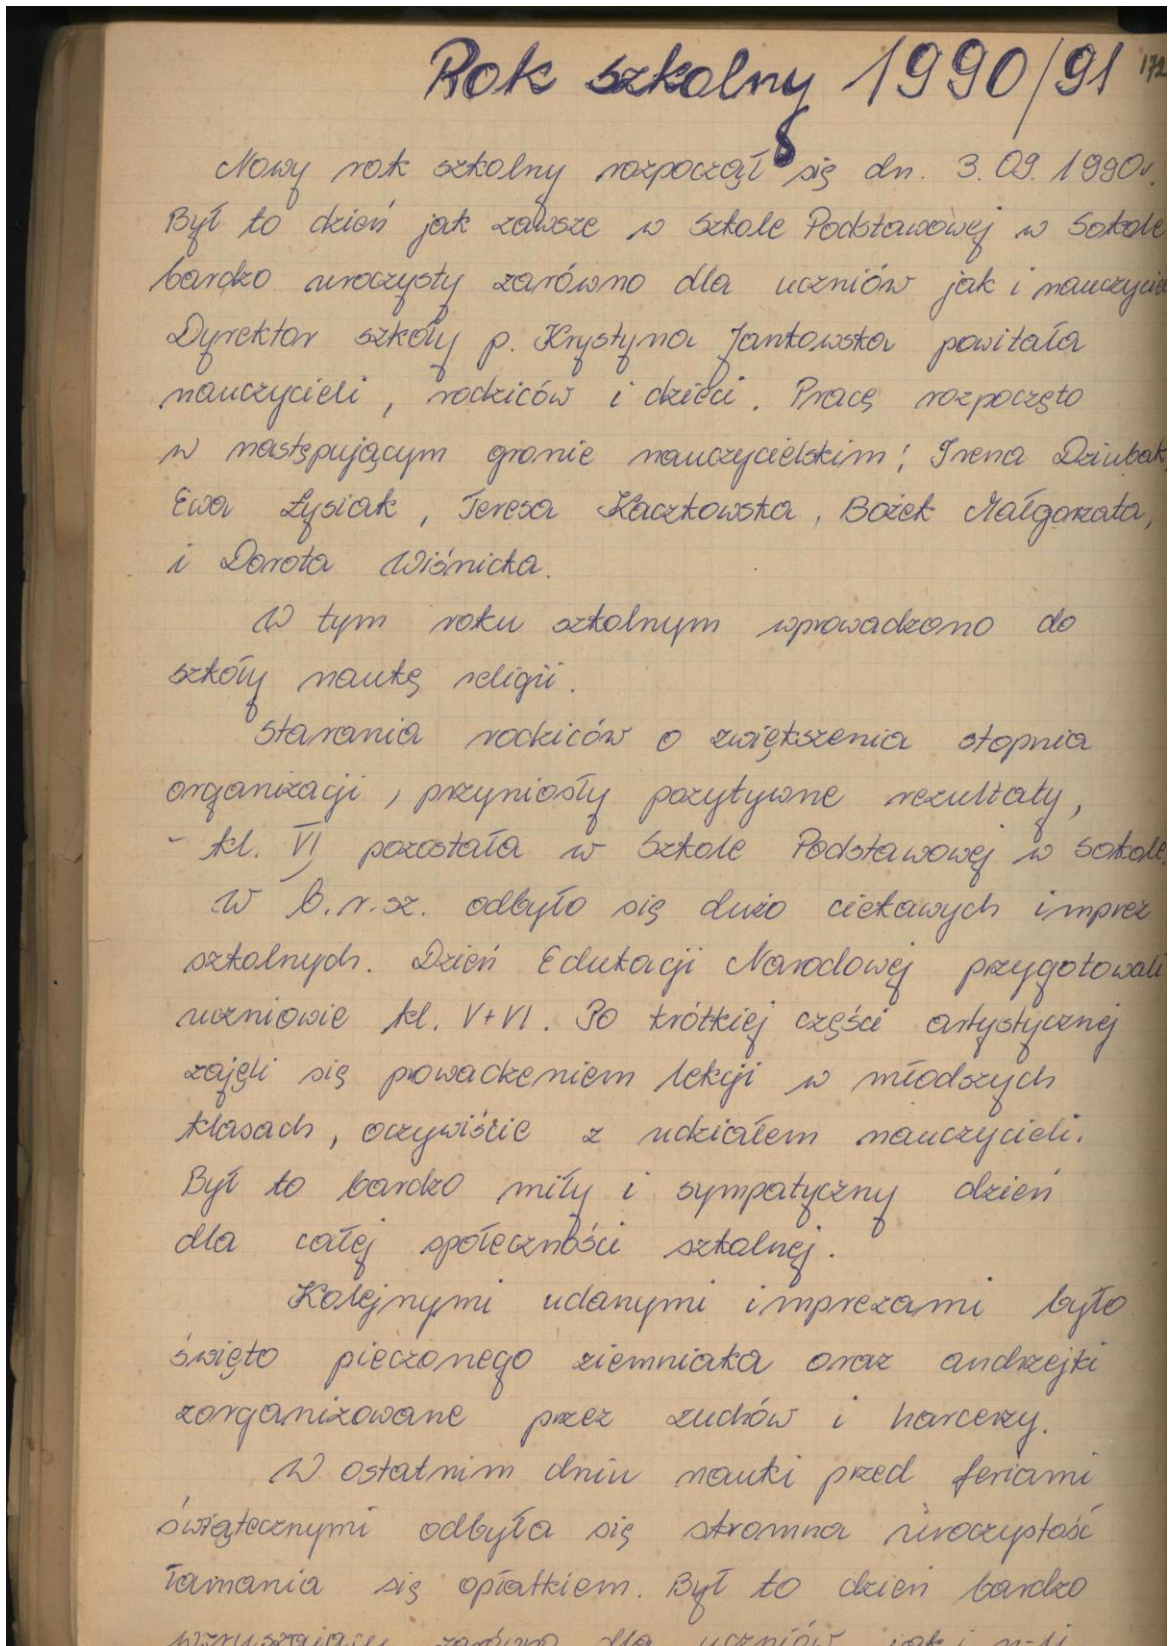 Rok szkolny 1990/91 172
Nowy rok szkolny rozpoczął się dn. 3.09.1990r.
Był to dzień jak zawsze w Szkole Podstawowej w Sokole
bardzo uroczysty zarówno dla uczniów jak i nauczycie
Dyrektor szkoły p. Krystyna Jankowska powitała
nauczycieli, rodziców i dzieci. Pracę rozpoczęto
w następującym gronie nauczycielskim: Irena Dziubak,
Ewa Łysiak, Teresa Kaczkowska, Bożek Małgorzata,
i Dorota Wiśnicka.
W tym roku szkolnym wprowadzono do
szkoły naukę religii.
Starania rodziców o zwiększenia stopnia
organizacji, przyniosły pozytywne rezultaty,
- kl. VI pozostała w Szkole Podstawowej w Sokole.
W b.r.sz. odbyło się dużo ciekawych imprez
szkolnych. Dzień Edukacji Narodowej przygotowali
uczniowie kl. V+VI. Po krótkiej części artystycznej
zajęli się prowadzeniem lekcji w młodszych
klasach, oczywiście z udziałem nauczycieli.
Był to bardzo miły i sympatyczny dzień
dla całej społeczności szkolnej.
Kolejnymi udanymi imprezami było
święto pieczonego ziemniaka oraz andrzejki
zorganizowane przez zuchów i harcerzy.
W ostatnim dniu nauki przed feriami
świątecznymi odbyła się skromna uroczystość
łamania się opłatkiem. Był to dzień bardzo
wzruszający zarówno dla uczniów jak i n-li